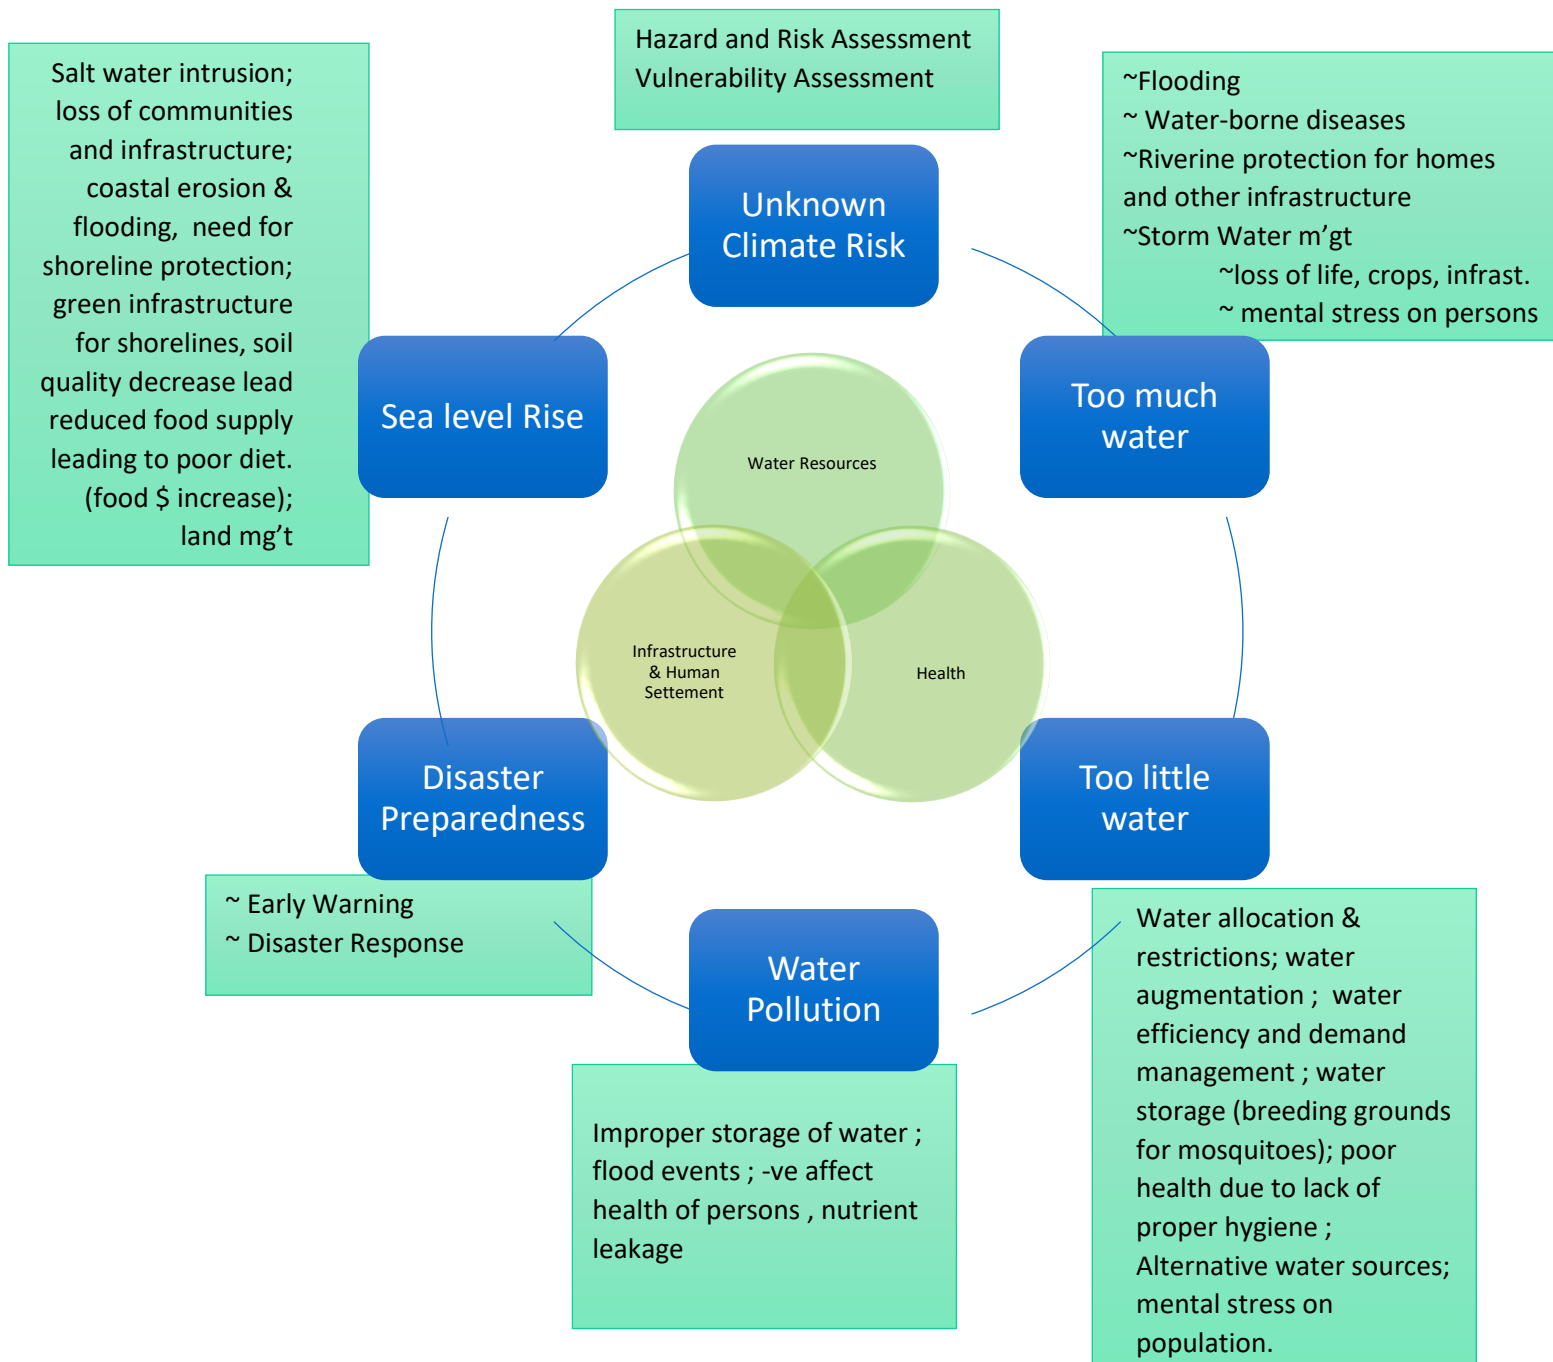 Hazard and Risk Assessment
Vulnerability Assessment
Salt water intrusion;
loss of communities
and infrastructure;
coastal erosion &
flooding,  need for
shoreline protection;
green infrastructure
for shorelines, soil
quality decrease lead
reduced food supply
leading to poor diet.
(food $ increase);
land mg’t
~Flooding
~ Water-borne diseases
~Riverine protection for homes
and other infrastructure
~Storm Water m’gt
~loss of life, crops, infrast.
~ mental stress on persons
Unknown
Climate Risk
Sea level Rise
Too much
water
Water Resources
Infrastructure
& Human
Settement
Health
Disaster
Preparedness
Too little
water
~ Early Warning
~ Disaster Response
Water
Pollution
Improper storage of water ;
flood events ; -ve affect
health of persons , nutrient
leakage
Water allocation &
restrictions; water
augmentation ;  water
efficiency and demand
management ; water
storage (breeding grounds
for mosquitoes); poor
health due to lack of
proper hygiene ;
Alternative water sources;
mental stress on
population.